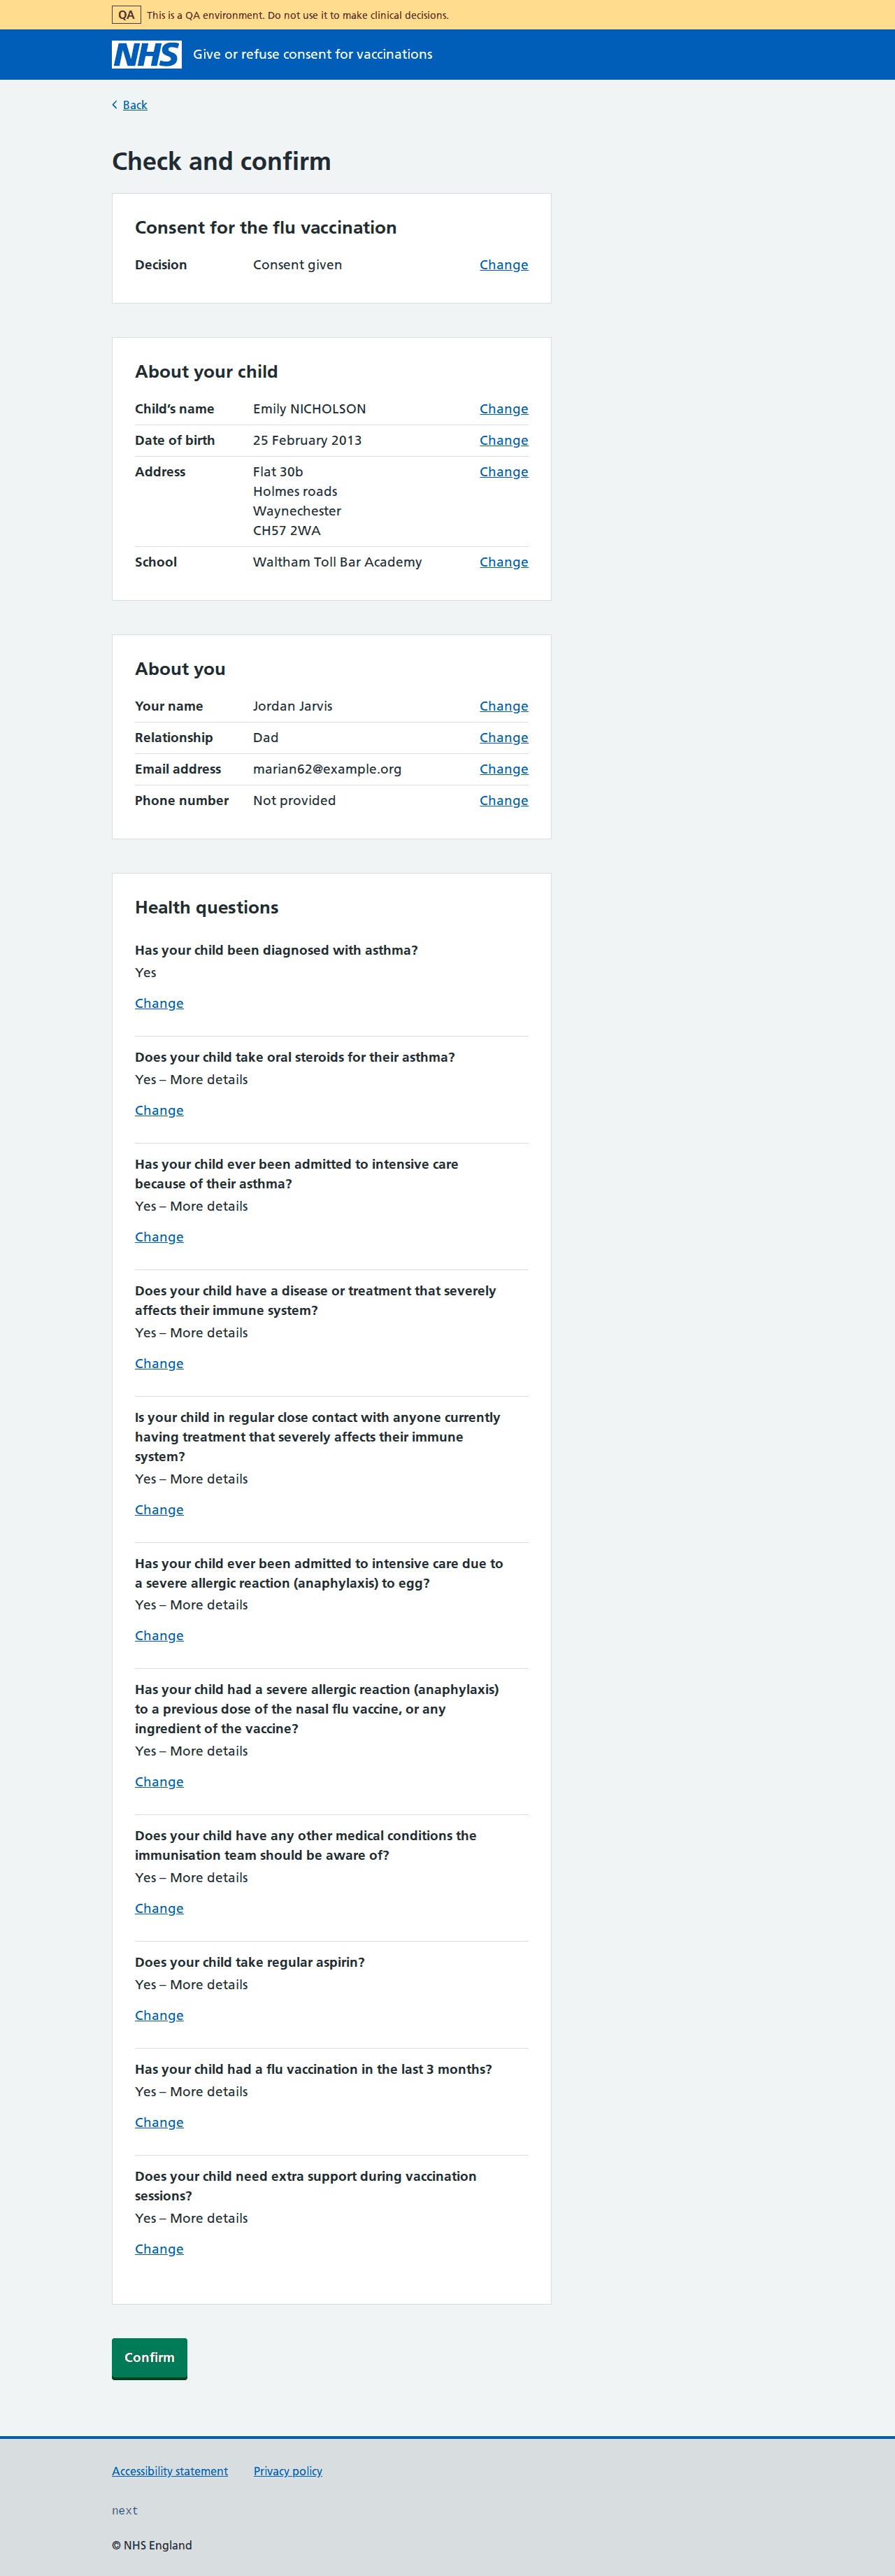 QA This is a QA environment. Do not use it to make clinical decisions.
NHS Give or refuse consent for vaccinations
Back
Check and confirm
Consent for the flu vaccination
Decision Consent given Change
About your child
Child's name Emily NICHOLSON Change
Date of birth 25 February 2013 Change
Address Flat 30b Change
Holmes roads
Waynechester
CH57 2WA
School Waltham Toll Bar Academy Change
About you
Your name Jordan Jarvis Change
Relationship Dad Change
Email address marian62@example.org Change
Phone number Not provided Change
Health questions
Has your child been diagnosed with asthma?
Yes
Change
Does your child take oral steroids for their asthma?
Yes – More details
Change
Has your child ever been admitted to intensive care
because of their asthma?
Yes – More details
Change
Does your child have a disease or treatment that severely
affects their immune system?
Yes – More details
Change
Is your child in regular close contact with anyone currently
having treatment that severely affects their immune
system?
Yes – More details
Change
Has your child ever been admitted to intensive care due to
a severe allergic reaction (anaphylaxis) to egg?
Yes – More details
Change
Has your child had a severe allergic reaction (anaphylaxis)
to a previous dose of the nasal flu vaccine, or any
ingredient of the vaccine?
Yes – More details
Change
Does your child have any other medical conditions the
immunisation team should be aware of?
Yes – More details
Change
Does your child take regular aspirin?
Yes – More details
Change
Has your child had a flu vaccination in the last 3 months?
Yes – More details
Change
Does your child need extra support during vaccination
sessions?
Yes – More details
Change
Confirm
Accessibility statement Privacy policy
next
© NHS England